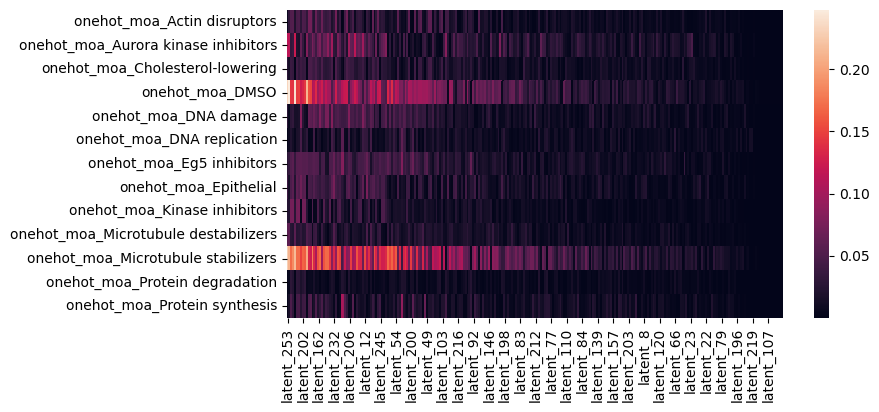 onehot_moa_Actin disruptors
onehot_moa_Aurora kinase inhibitors
onehot_moa_Cholesterol-lowering
onehot_moa_DMSO
onehot_moa_DNA damage
onehot_moa_DNA replication
onehot_moa_Eg5 inhibitors
onehot_moa_Epithelial
onehot_moa_Kinase inhibitors
onehot_moa_Microtubule destabilizers
onehot_moa_Microtubule stabilizers
onehot_moa_Protein degradation
onehot_moa_Protein synthesis
latent_253
latent_202
latent_162
latent_232
latent_206
latent_12
latent_245
latent_54
latent_200
latent_49
latent_103
latent_216
latent_92
latent_146
latent_198
latent_83
latent_212
latent_77
latent_110
latent_84
latent_139
latent_157
latent_203
latent_8
latent_120
latent_66
latent_23
latent_22
latent_79
latent_196
latent_219
latent_107
0.20
0.15
0.10
0.05